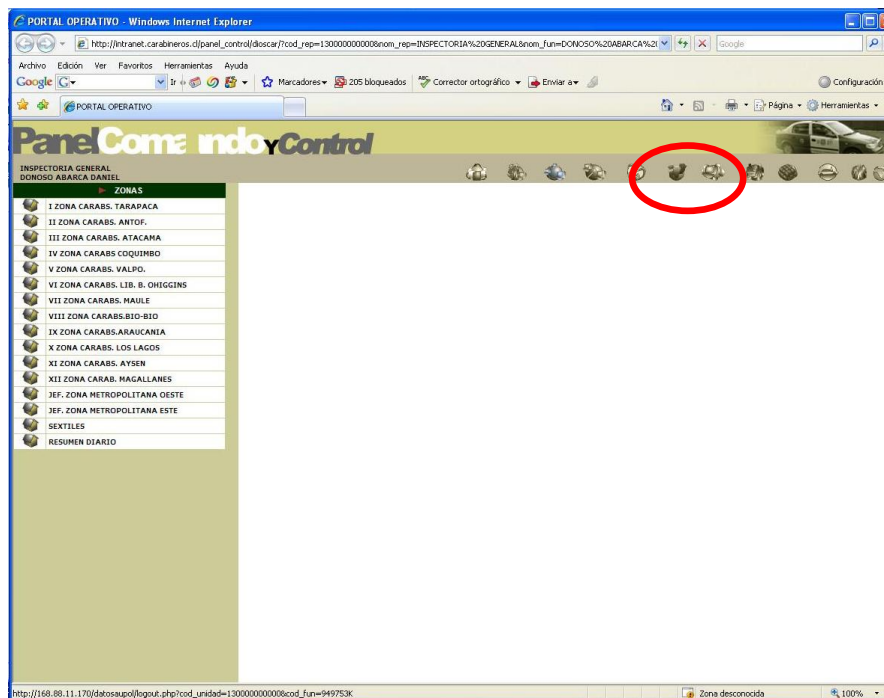 PORTAL OPERATIVO - Windows Internet Explorer
http://intranet.carabineros.cl/panel_control/dioscar/?cod_rep=130000000000&nom_rep=INSPECTORIA%20GENERAL&nom_fun=DONOSO%20ABARCA%2
Google
Archivo Edición Ver Favoritos Herramientas Ayuda
Google G Ir Marcadores 205 bloqueados ABC Corrector ortográfico Enviar a Configuración
PORTAL OPERATIVO Página Herramientas
Panel Comando Y Control
INSPECTORIA GENERAL
DONOSO ABARCA DANIEL
ZONAS
I ZONA CARABS. TARAPACA
II ZONA CARABS. ANTOF.
III ZONA CARABS. ATACAMA
IV ZONA CARABS COQUIMBO
V ZONA CARABS. VALPO.
VI ZONA CARABS. LIB. B. OHIGGINS
VII ZONA CARABS. MAULE
VIII ZONA CARABS.BIO-BIO
IX ZONA CARABS.ARAUCANIA
X ZONA CARABS. LOS LAGOS
XI ZONA CARABS. AYSEN
XII ZONA CARAB. MAGALLANES
JEF. ZONA METROPOLITANA OESTE
JEF. ZONA METROPOLITANA ESTE
SEXTILES
RESUMEN DIARIO
http://168.88.11.170/datosaupol/logout.php?cod_unidad=130000000000&cod_fun=949753K Zona desconocida 100%